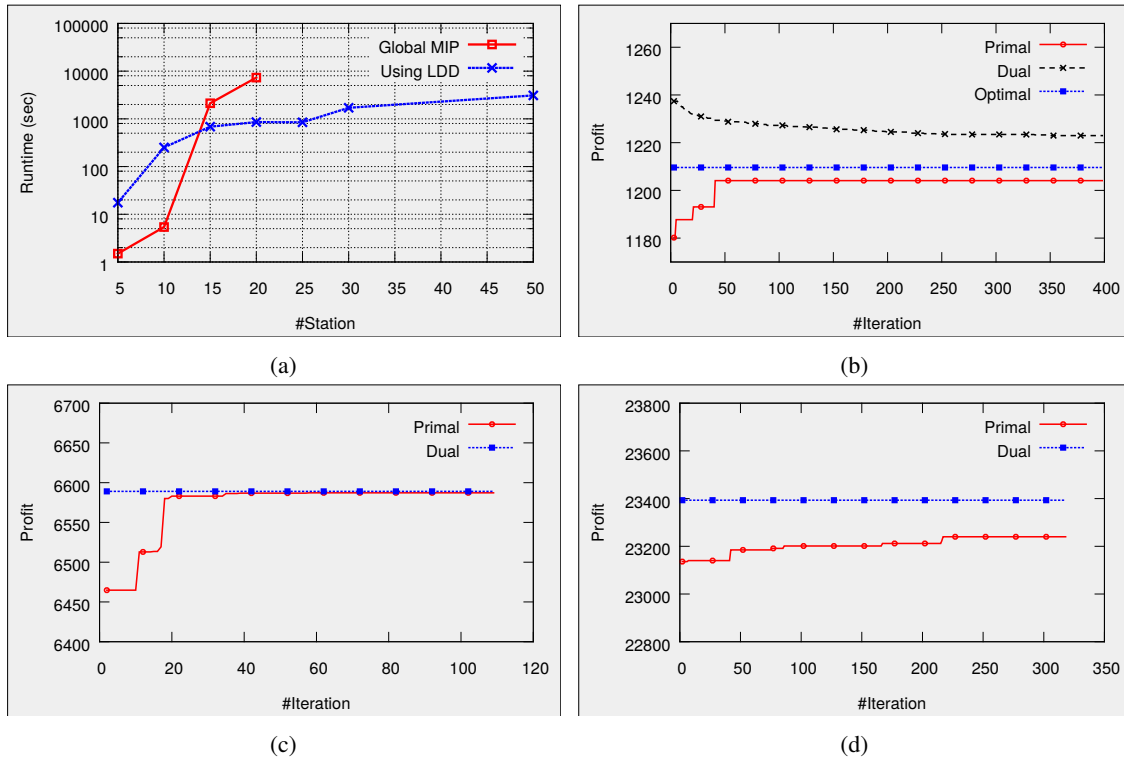 100000
10000
1000
100
10
1
Runtime (sec)
Global MIP
Using LDD
5 10 15 20 25 30 35 40 45 50
#Station
(a)
1260
1240
1220
1200
1180
Profit
Primal
Dual
Optimal
0 50 100 150 200 250 300 350 400
#Iteration
(b)
6700
6650
6600
6550
6500
6450
6400
Profit
Primal
Dual
0 20 40 60 80 100 120
#Iteration
(c)
23800
23600
23400
23200
23000
22800
Profit
Primal
Dual
0 50 100 150 200 250 300 350
#Iteration
(d)